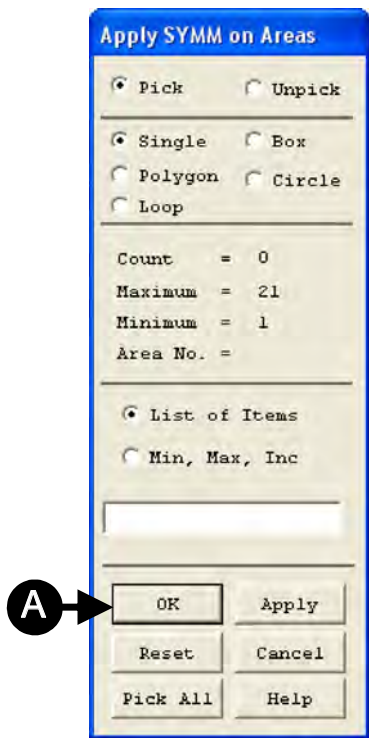 Apply SYMM on Areas
Pick Unpick
Single Box
Polygon Circle
Loop
Count = 0
Maximum = 21
Minimum = 1
Area No. =
List of Items
Min, Max, Inc
A OK Apply
Reset Cancel
Pick All Help